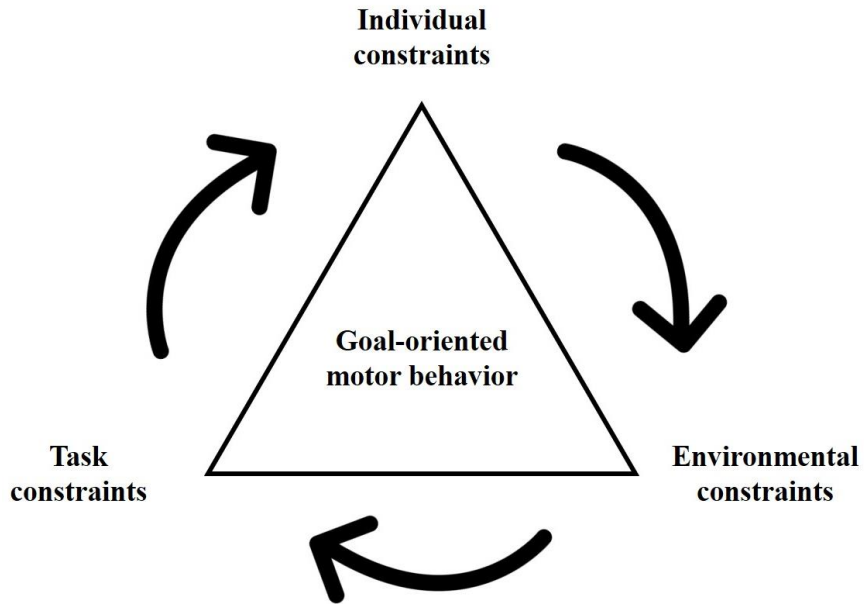 Individual
constraints
Goal-oriented
motor behavior
Task
constraints
Environmental
constraints